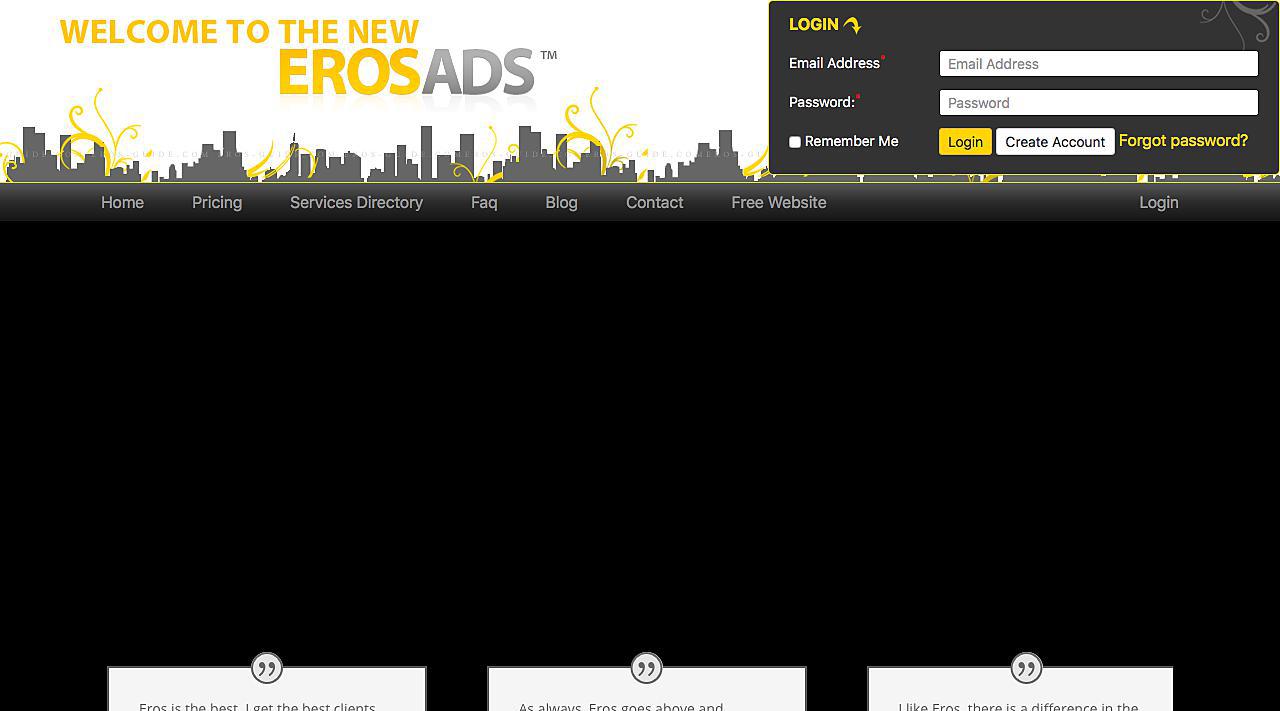 WELCOME TO THE NEW
EROSADS™
LOGIN
Email Address*
Email Address
Password:*
Password
Remember Me
Login
Create Account
Forgot password?
Home
Pricing
Services Directory
Faq
Blog
Contact
Free Website
Login
Eros is the best. I get the best clients
As always, Eros goes above and
I like Eros, there is a difference in the